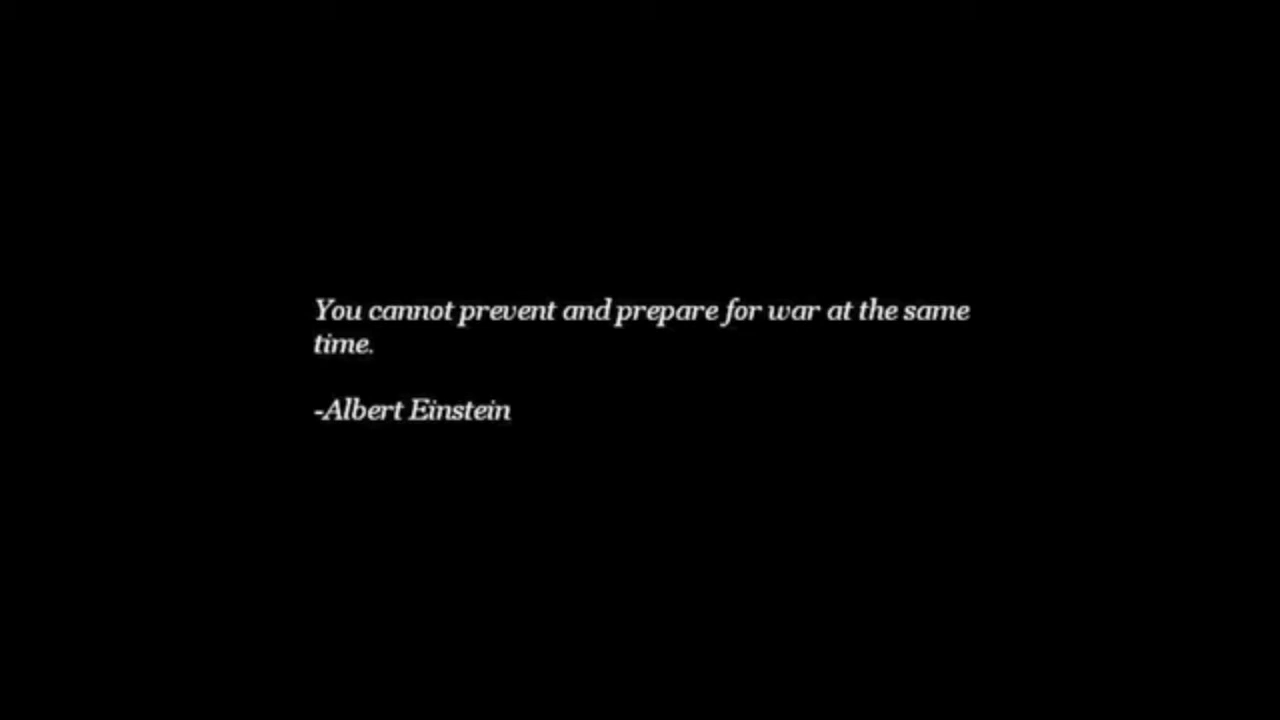 You cannot prevent and prepare for war at the same
time.
-Albert Einstein